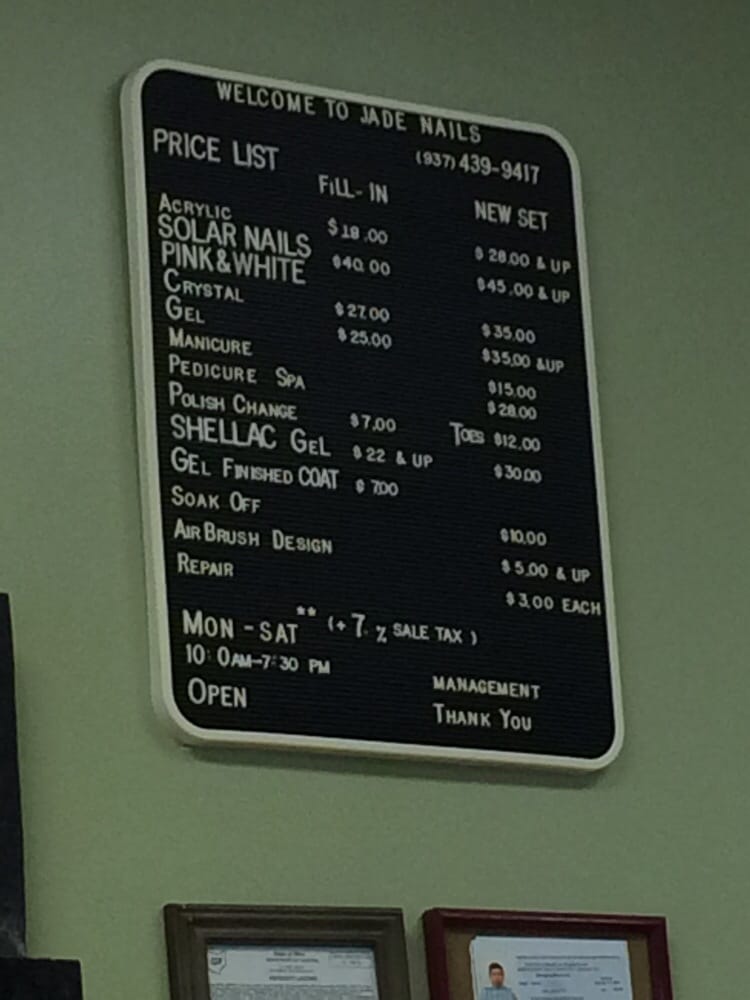 WELCOME TO JADE NAILS
PRICE LIST (937) 439-9417
FILL-IN NEW SET
ACRYLIC $18.00 $28.00 & UP
SOLAR NAILS
PINK&WHITE $40.00 $45.00 & UP
CRYSTAL $27.00 $35.00
GEL $25.00 $35.00 &UP
MANICURE $15.00
PEDICURE SPA $28.00
POLISH CHANGE $7.00 TOES $12.00
SHELLAC GEL $22 & UP $30.00
GEL FINISHED COAT $ 7.00
SOAK OFF $10.00
AIRBRUSH DESIGN $5.00 & UP
REPAIR $3.00 EACH
MON-SAT ** (+ 7. % SALE TAX)
10: 0AM-7:30 PM MANAGEMENT
OPEN THANK YOU